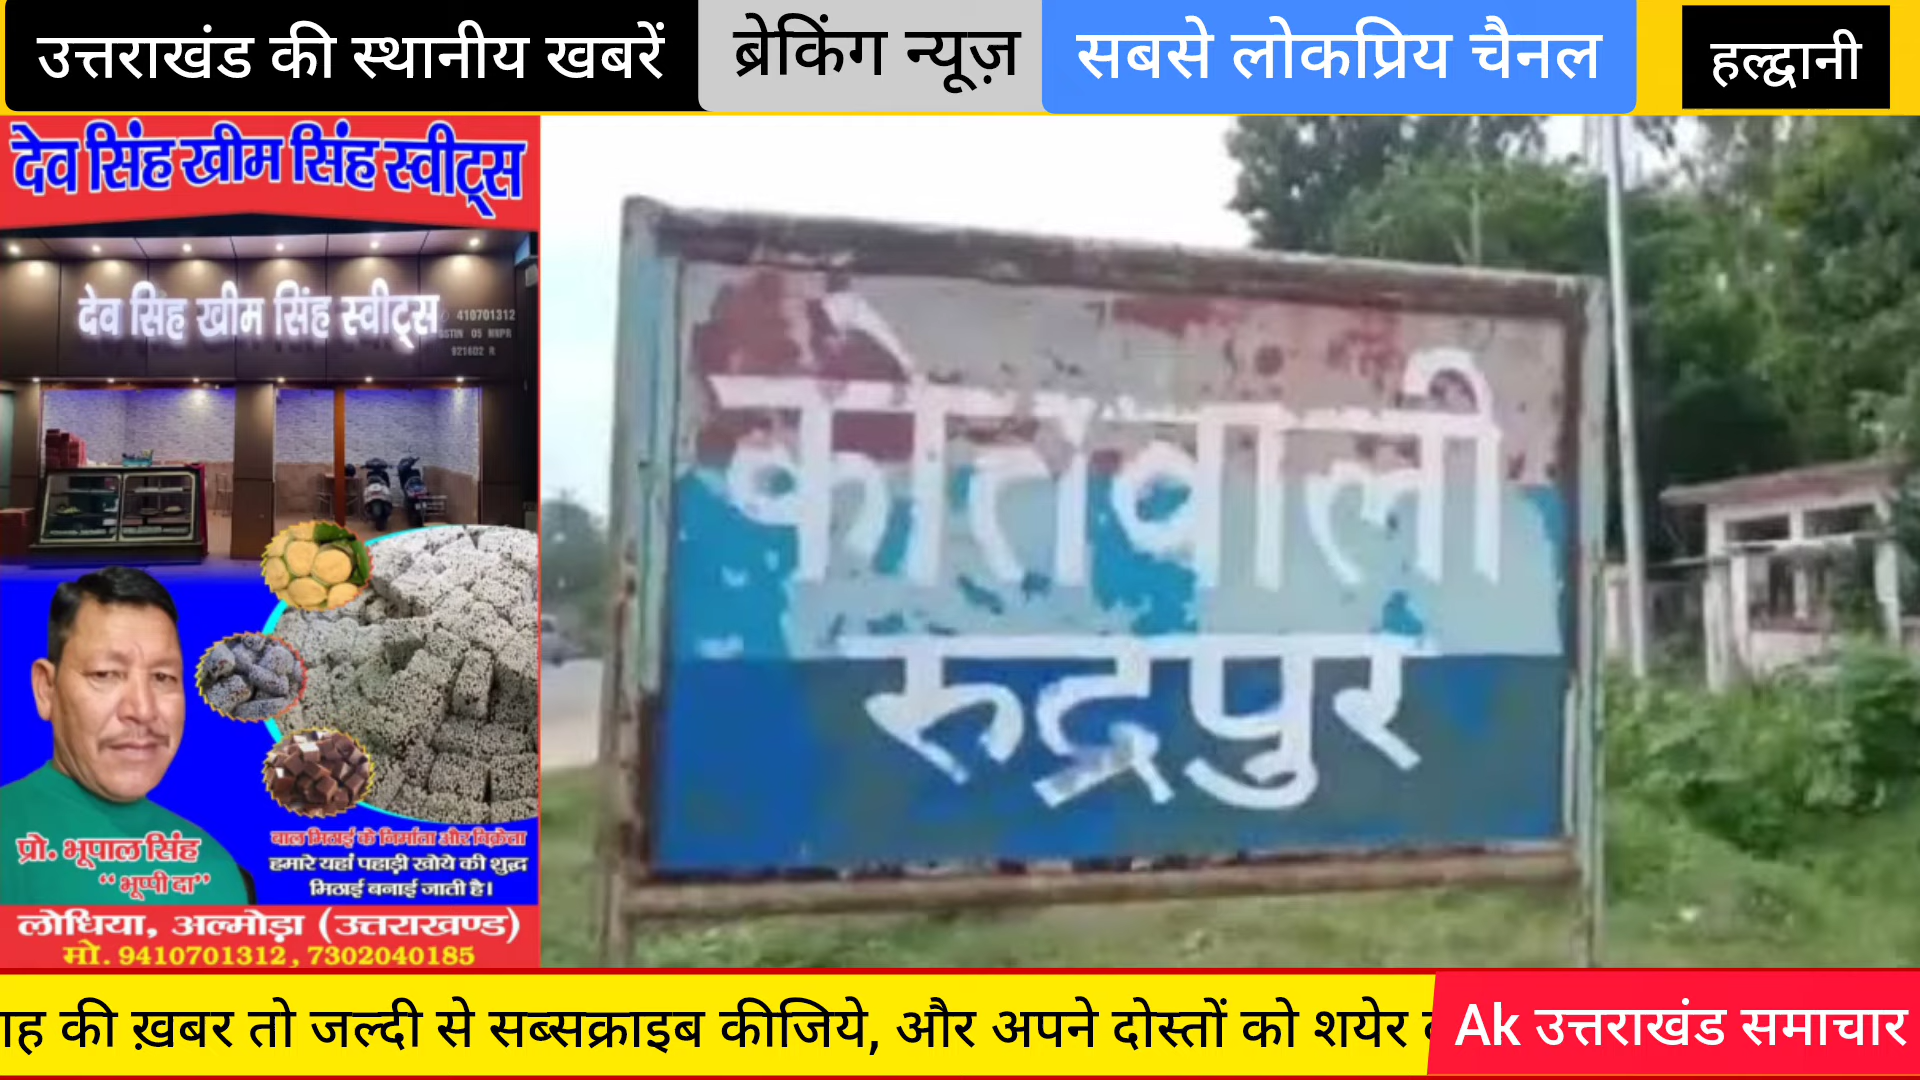 उत्तराखंड की स्थानीय खबरें
ब्रेकिंग न्यूज़
सबसे लोकप्रिय चैनल
हल्द्वानी
देव सिंह खीम सिंह स्वीट्स
देव सिंह खीम सिंह स्वीट्स
410701312
कोतवाली
रुद्रपुर
प्रो. भूपाल सिंह
“भूप्पी दा”
बाल मिठाई के निर्माता और विक्रेता
हमारे यहां पहाड़ी खोये की शुद्ध
मिठाई बनाई जाती है।
लोधिया, अल्मोड़ा (उत्तराखण्ड)
मो. 9410701312, 7302040185
की ख़बर तो जल्दी से सब्सक्राइब कीजिये, और अपने दोस्तों को शयेर
Ak उत्तराखंड समाचार